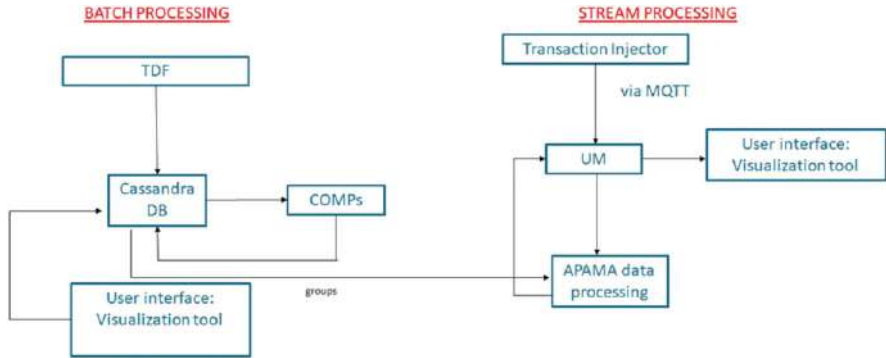 BATCH PROCESSING
STREAM PROCESSING
TDF
Transaction Injector
via MQTT
Cassandra
DB
COMPs
UM
User interface:
Visualization tool
APAMA data
processing
groups
User interface:
Visualization tool